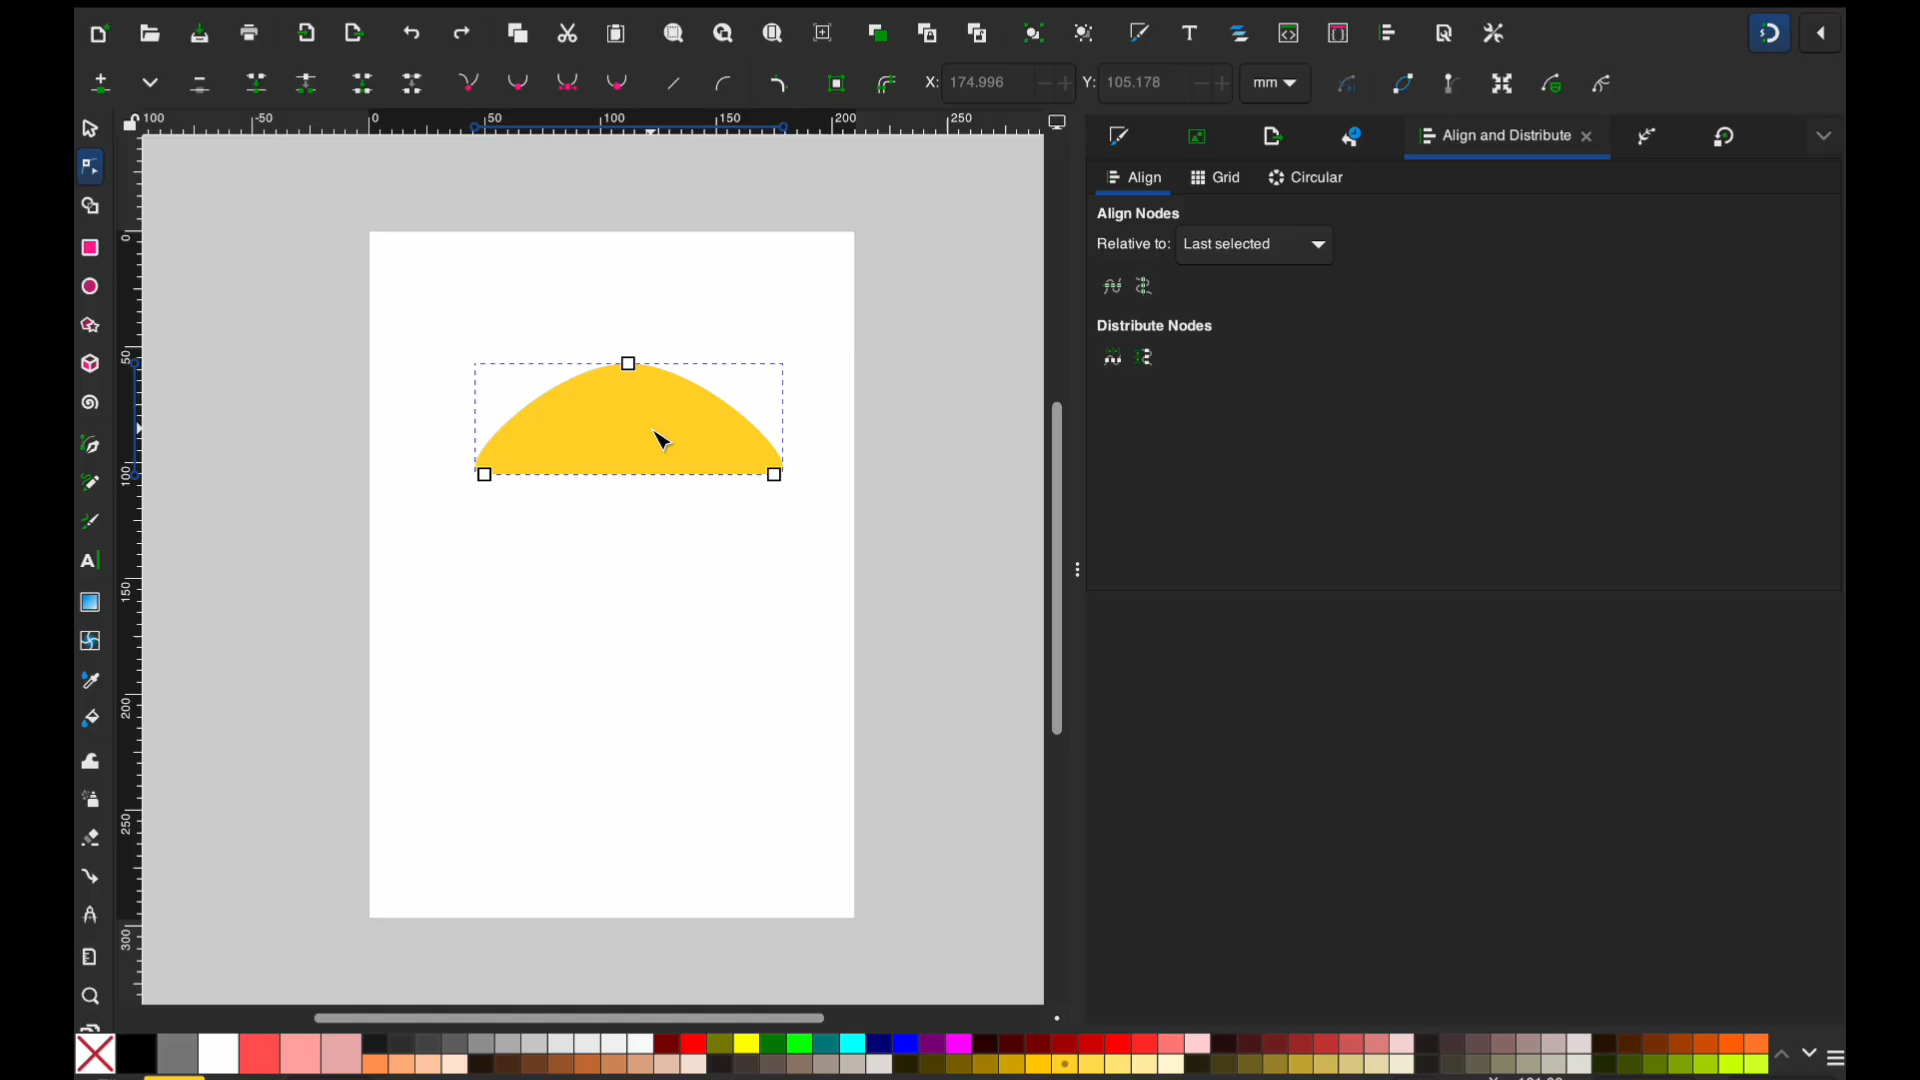 X: 174.996
Y: 105.178
mm
100 -50 0 50 100 150 200 250
Align and Distribute
Align Grid Circular
Align Nodes
Relative to: Last selected
Distribute Nodes
0
50
100
150
200
250
300
A